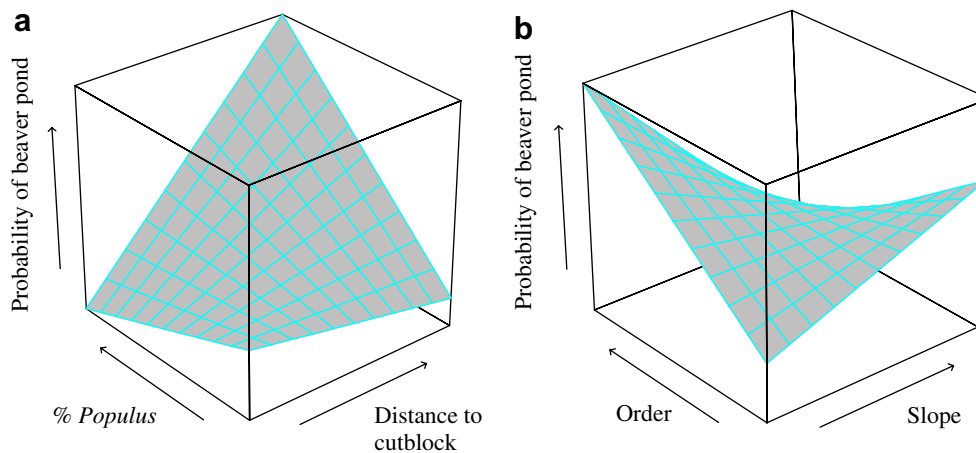 a
Probability of beaver pond
% Populus
Distance to
cutblock
b
Probability of beaver pond
Order
Slope